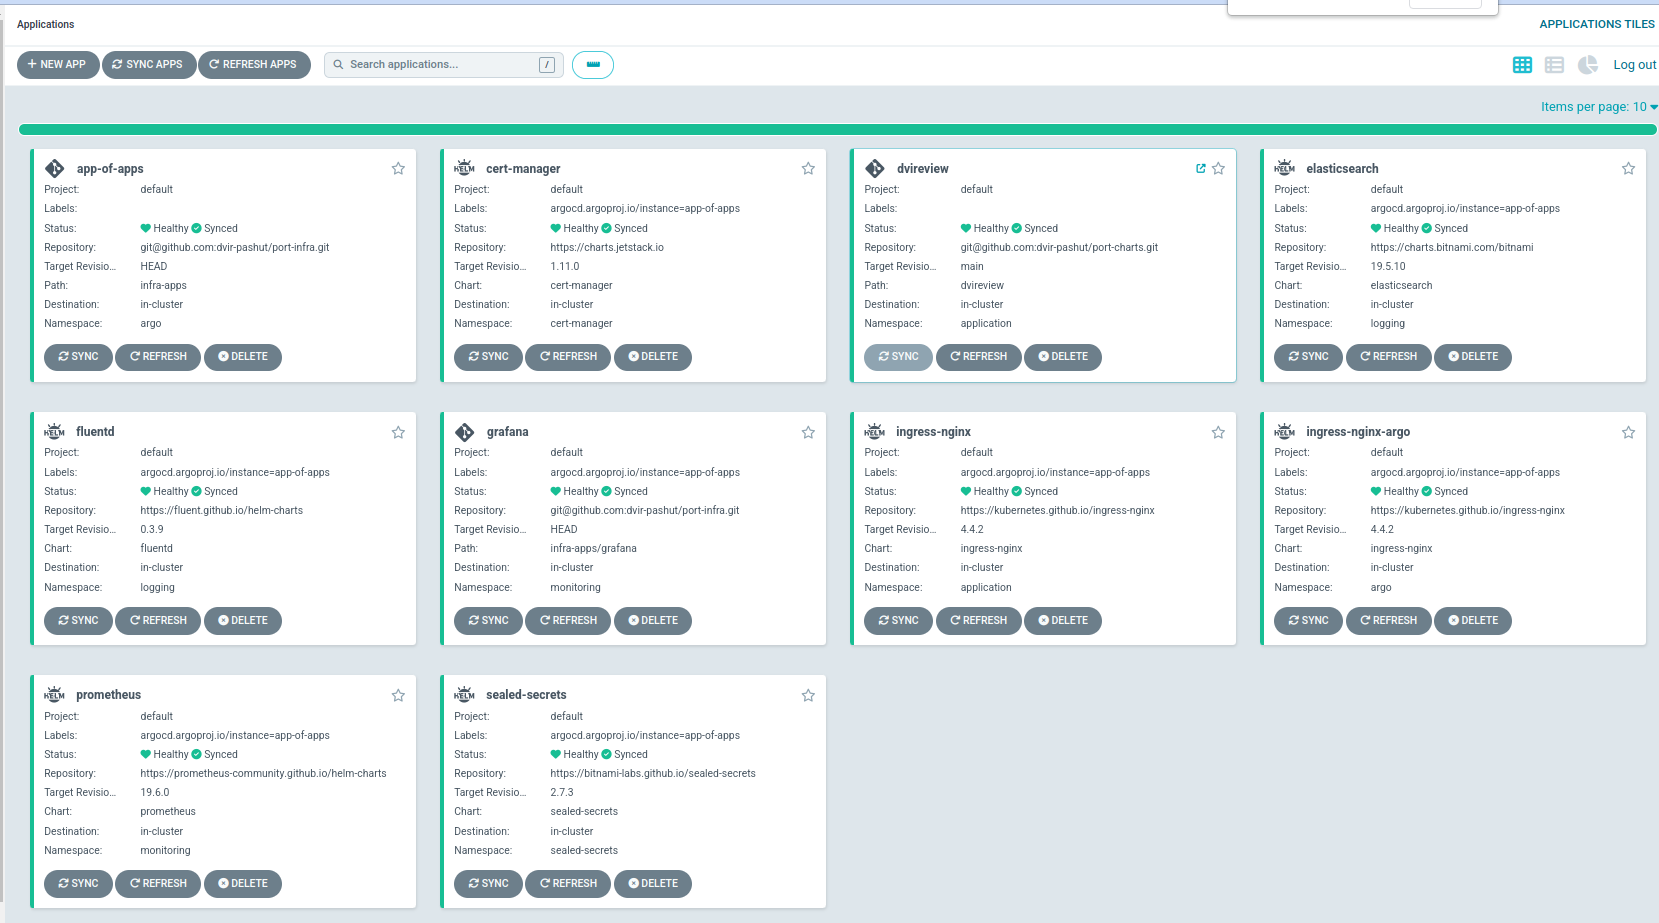 Applications
APPLICATIONS TILES
+ NEW APP SYNC APPS REFRESH APPS Search applications... / Log out
Items per page: 10
app-of-apps
Project: default
Labels:
Status: Healthy Synced
Repository: git@github.com:dvir-pashut/port-infra.git
Target Revisio... HEAD
Path: infra-apps
Destination: in-cluster
Namespace: argo
SYNC REFRESH DELETE
HELM cert-manager
Project: default
Labels: argocd.argoproj.io/instance=app-of-apps
Status: Healthy Synced
Repository: https://charts.jetstack.io
Target Revisio... 1.11.0
Chart: cert-manager
Destination: in-cluster
Namespace: cert-manager
SYNC REFRESH DELETE
dvireview
Project: default
Labels:
Status: Healthy Synced
Repository: git@github.com:dvir-pashut/port-charts.git
Target Revisio... main
Path: dvireview
Destination: in-cluster
Namespace: application
SYNC REFRESH DELETE
HELM elasticsearch
Project: default
Labels: argocd.argoproj.io/instance=app-of-apps
Status: Healthy Synced
Repository: https://charts.bitnami.com/bitnami
Target Revisio... 19.5.10
Chart: elasticsearch
Destination: in-cluster
Namespace: logging
SYNC REFRESH DELETE
HELM fluentd
Project: default
Labels: argocd.argoproj.io/instance=app-of-apps
Status: Healthy Synced
Repository: https://fluent.github.io/helm-charts
Target Revisio... 0.3.9
Chart: fluentd
Destination: in-cluster
Namespace: logging
SYNC REFRESH DELETE
grafana
Project: default
Labels: argocd.argoproj.io/instance=app-of-apps
Status: Healthy Synced
Repository: git@github.com:dvir-pashut/port-infra.git
Target Revisio... HEAD
Path: infra-apps/grafana
Destination: in-cluster
Namespace: monitoring
SYNC REFRESH DELETE
HELM ingress-nginx
Project: default
Labels: argocd.argoproj.io/instance=app-of-apps
Status: Healthy Synced
Repository: https://kubernetes.github.io/ingress-nginx
Target Revisio... 4.4.2
Chart: ingress-nginx
Destination: in-cluster
Namespace: application
SYNC REFRESH DELETE
HELM ingress-nginx-argo
Project: default
Labels: argocd.argoproj.io/instance=app-of-apps
Status: Healthy Synced
Repository: https://kubernetes.github.io/ingress-nginx
Target Revisio... 4.4.2
Chart: ingress-nginx
Destination: in-cluster
Namespace: argo
SYNC REFRESH DELETE
HELM prometheus
Project: default
Labels: argocd.argoproj.io/instance=app-of-apps
Status: Healthy Synced
Repository: https://prometheus-community.github.io/helm-charts
Target Revisio... 19.6.0
Chart: prometheus
Destination: in-cluster
Namespace: monitoring
SYNC REFRESH DELETE
HELM sealed-secrets
Project: default
Labels: argocd.argoproj.io/instance=app-of-apps
Status: Healthy Synced
Repository: https://bitnami-labs.github.io/sealed-secrets
Target Revisio... 2.7.3
Chart: sealed-secrets
Destination: in-cluster
Namespace: sealed-secrets
SYNC REFRESH DELETE